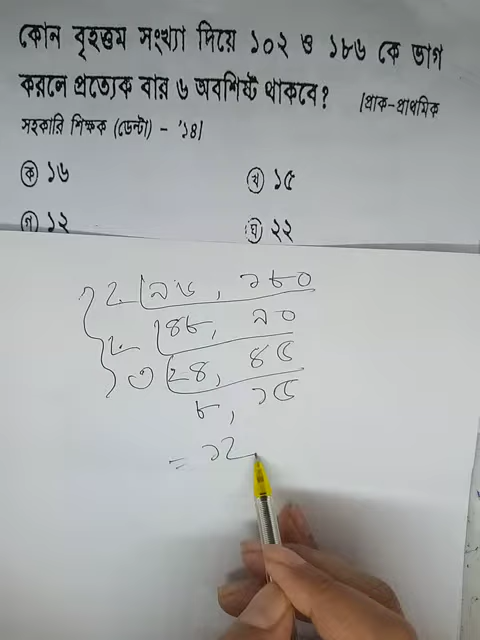 কোন বৃহত্তম সংখ্যা দিয়ে ১০২ ও ১৮৬ কে ভাগ
করলে প্রত্যেক বার ৬ অবশিষ্ট থাকবে? [প্রাক-প্রাথমিক
সহকারি শিক্ষক (ডেল্টা) – '১৪]
ক ১৬
খ ১৫
গ ১২
ঘ ২২
২ ৯৬, ১৮০
২ ৪৮, ৯০
৩ ২৪, ৪৫
৮, ১৫
= ১২